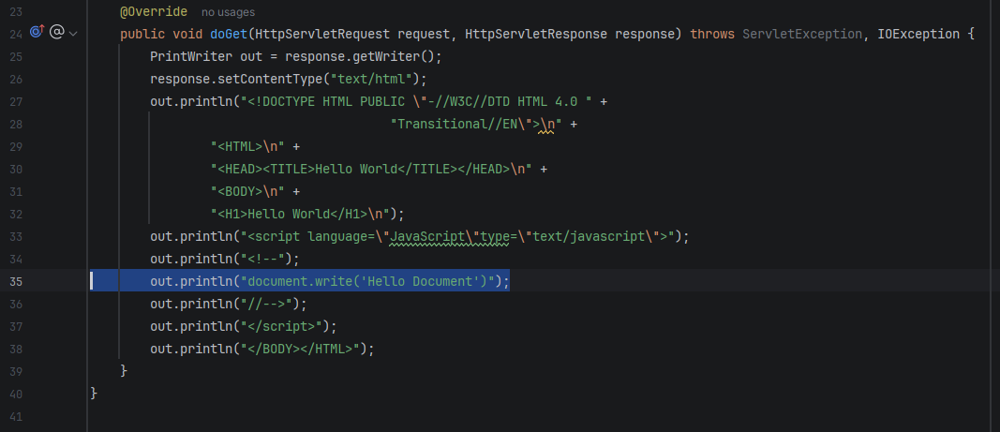 23 @Override no usages
24 @ public void doGet(HttpServletRequest request, HttpServletResponse response) throws ServletException, IOException {
25 PrintWriter out = response.getWriter();
26 response.setContentType("text/html");
27 out.println("<!DOCTYPE HTML PUBLIC \"-//W3C//DTD HTML 4.0 " +
28 "Transitional//EN\">\n" +
29 "<HTML>\n" +
30 "<HEAD><TITLE>Hello World</TITLE></HEAD>\n" +
31 "<BODY>\n" +
32 "<H1>Hello World</H1>\n");
33 out.println("<script language=\"JavaScript\"type=\"text/javascript\">");
34 out.println("<!--");
35 out.println("document.write('Hello Document')");
36 out.println("//-->");
37 out.println("</script>");
38 out.println("</BODY></HTML>");
39 }
40 }
41